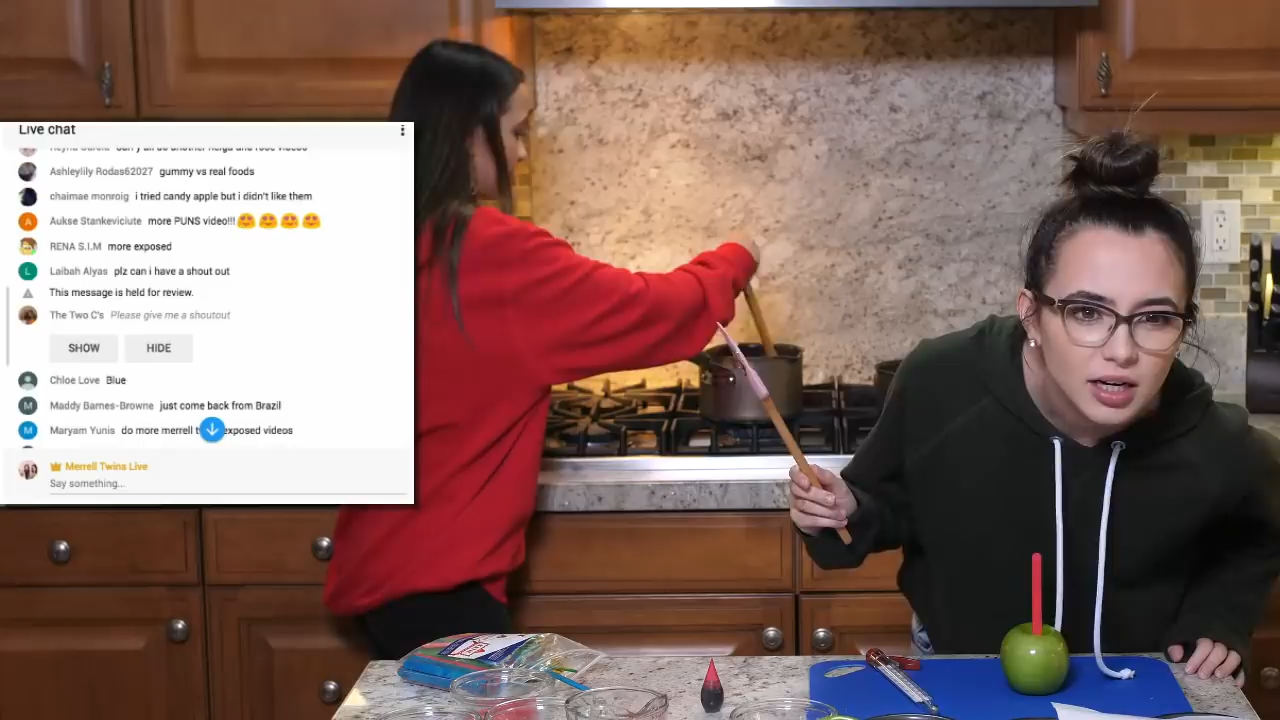 Live chat
Ashleylily Rodas62027 gummy vs real foods
chaimae monroig i tried candy apple but i didn't like them
A Aukse Stankeviciute more PUNS video!!!😍😍😍😍
RENA S.I.M more exposed
L Laibah Alyas plz can i have a shout out
This message is held for review.
The Two C's Please give me a shoutout
SHOW HIDE
Chloe Love Blue
M Maddy Barnes-Browne just come back from Brazil
M Maryam Yunis do more merrell exposed videos
Merrell Twins Live
Say something...